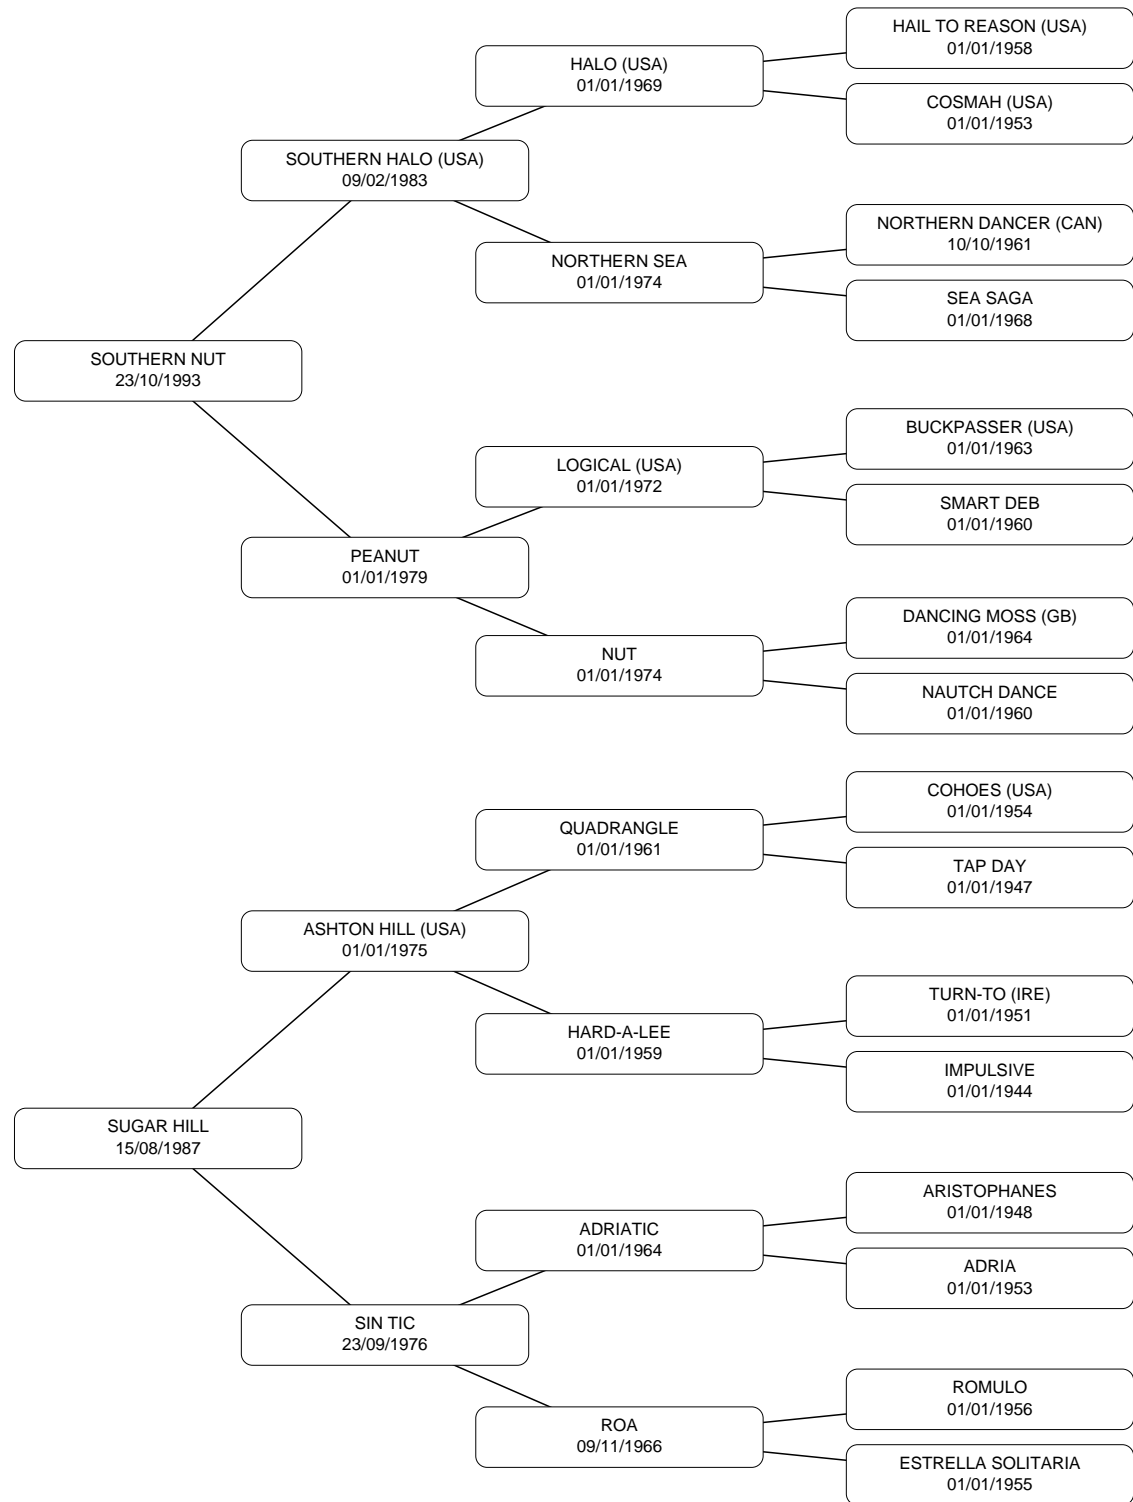 HAIL TO REASON (USA)
01/01/1958
HALO (USA)
01/01/1969
COSMAH (USA)
01/01/1953
SOUTHERN HALO (USA)
09/02/1983
NORTHERN DANCER (CAN)
10/10/1961
NORTHERN SEA
01/01/1974
SEA SAGA
01/01/1968
SOUTHERN NUT
23/10/1993
BUCKPASSER (USA)
01/01/1963
LOGICAL (USA)
01/01/1972
SMART DEB
01/01/1960
PEANUT
01/01/1979
DANCING MOSS (GB)
01/01/1964
NUT
01/01/1974
NAUTCH DANCE
01/01/1960
COHOES (USA)
01/01/1954
QUADRANGLE
01/01/1961
TAP DAY
01/01/1947
ASHTON HILL (USA)
01/01/1975
TURN-TO (IRE)
01/01/1951
HARD-A-LEE
01/01/1959
IMPULSIVE
01/01/1944
SUGAR HILL
15/08/1987
ARISTOPHANES
01/01/1948
ADRIATIC
01/01/1964
ADRIA
01/01/1953
SIN TIC
23/09/1976
ROMULO
01/01/1956
ROA
09/11/1966
ESTRELLA SOLITARIA
01/01/1955